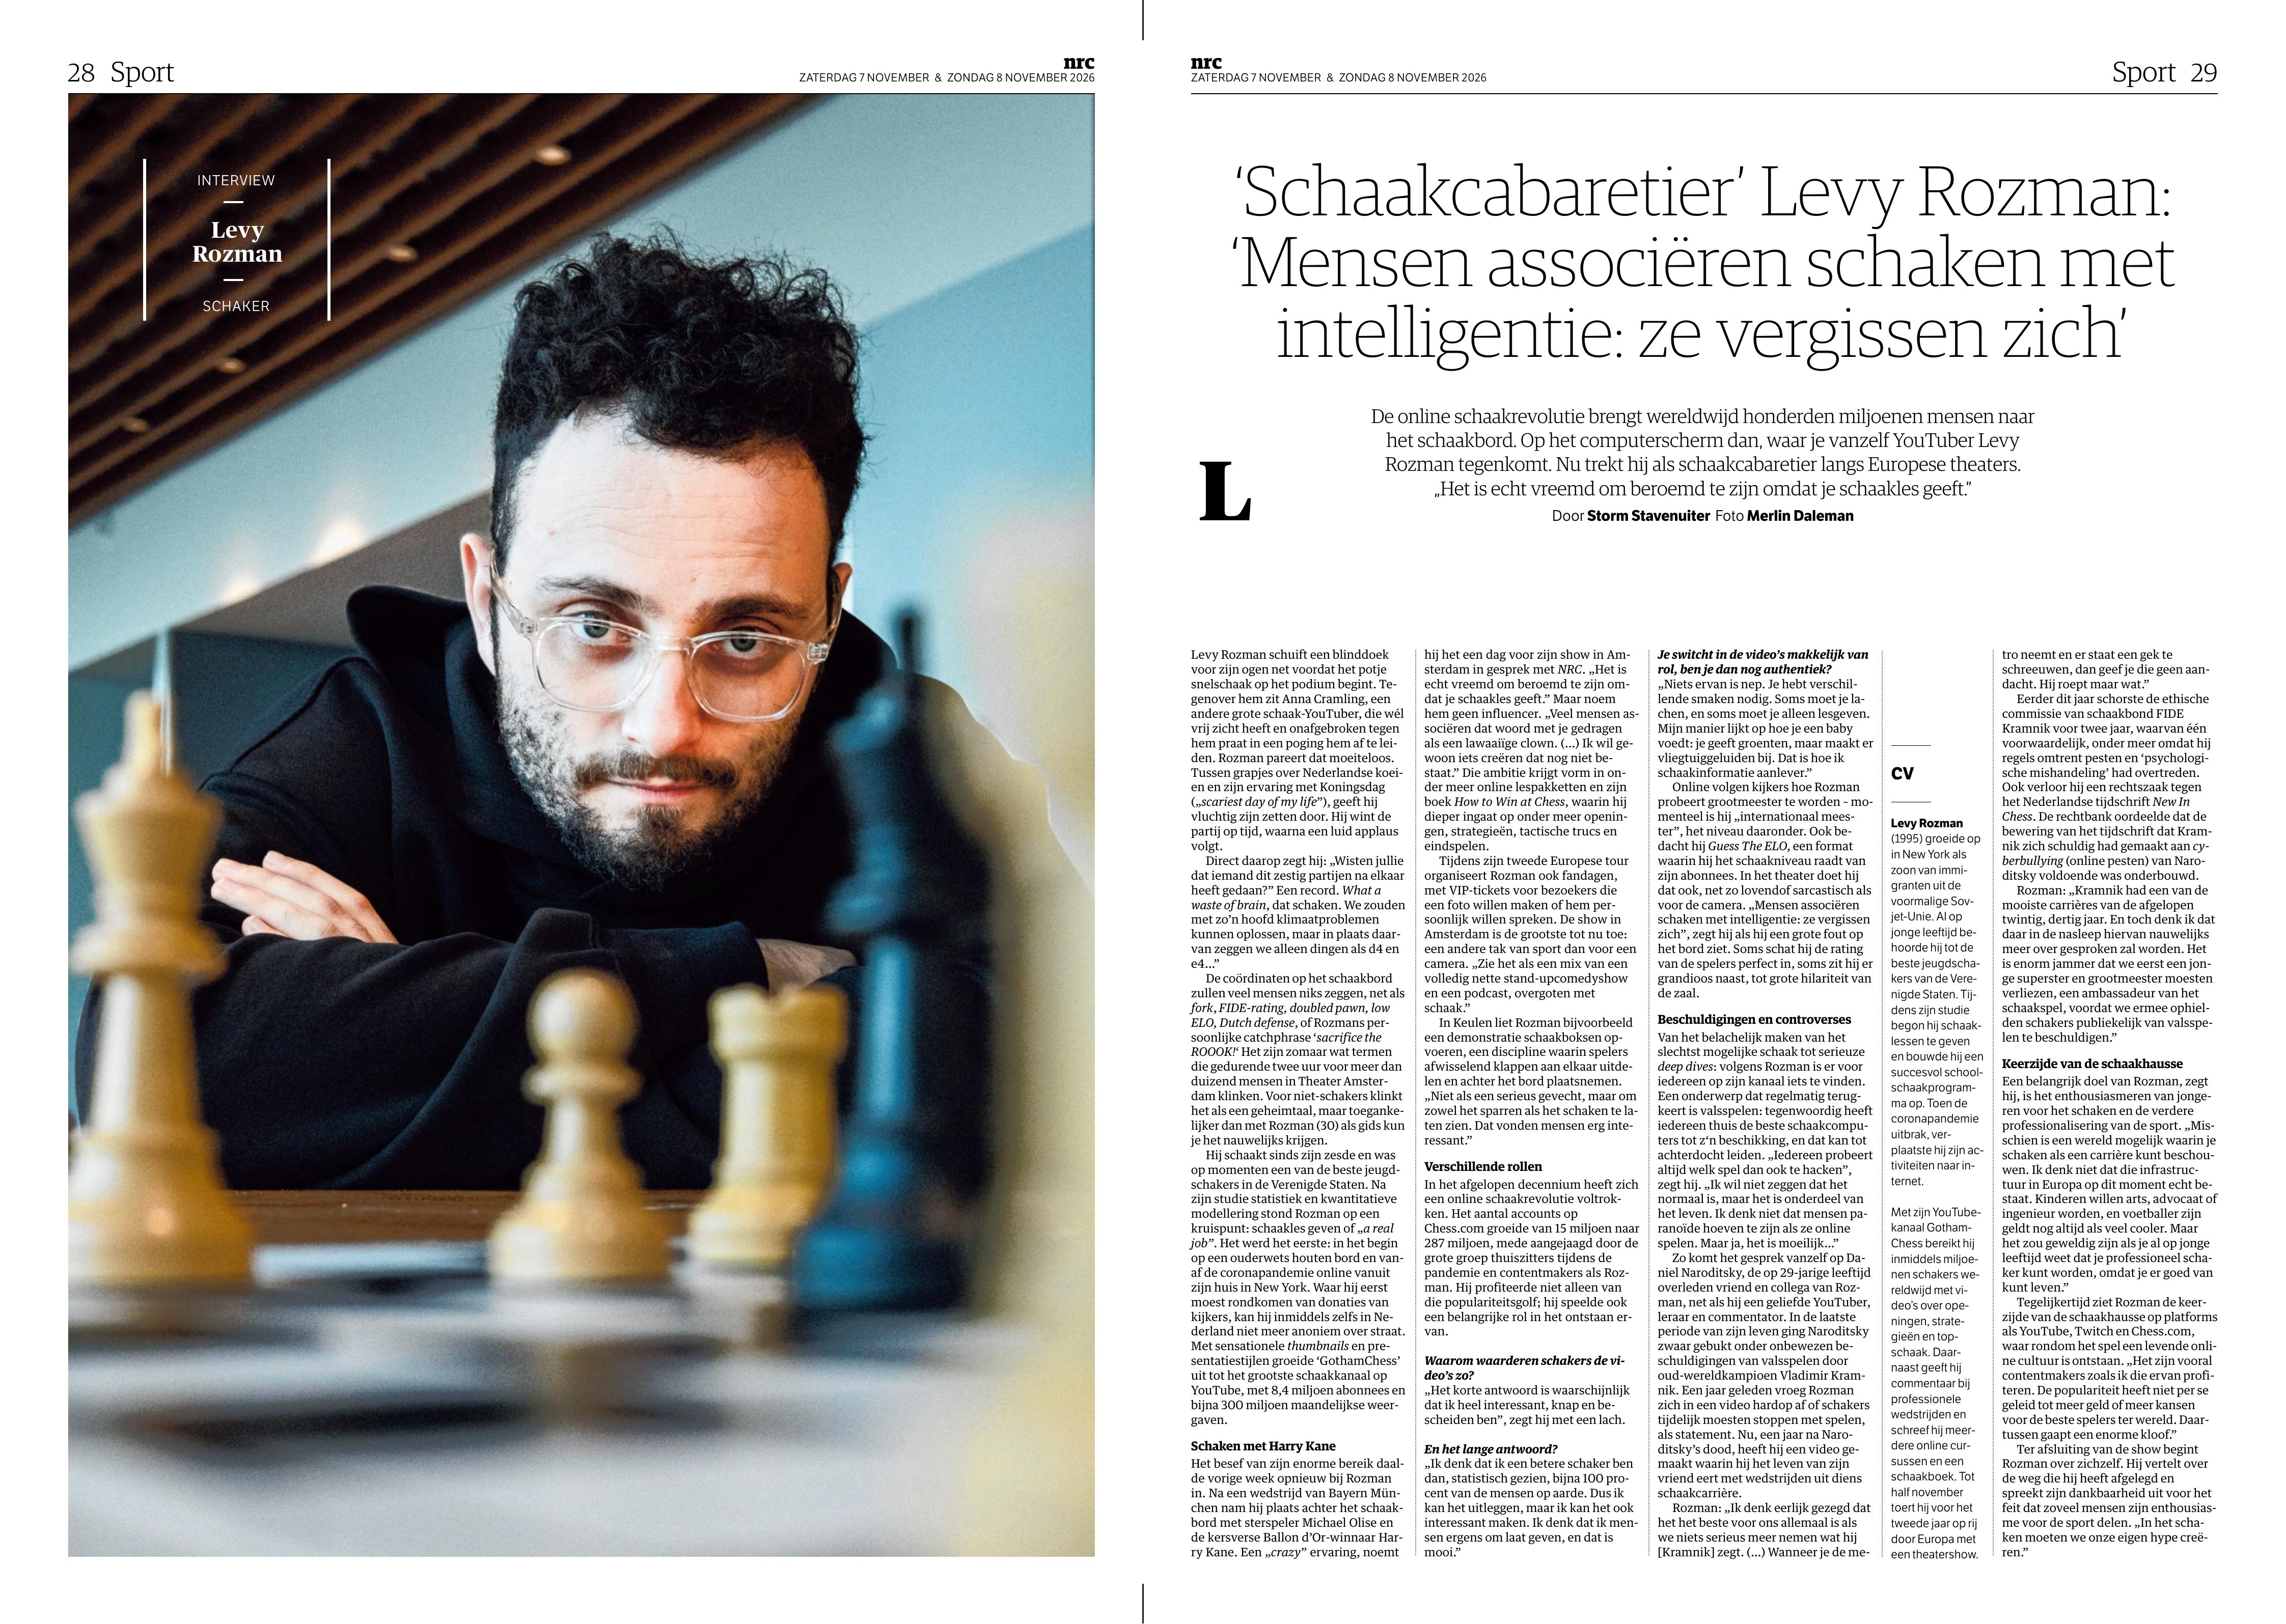 28 Sport
nrc
ZATERDAG 7 NOVEMBER & ZONDAG 8 NOVEMBER 2026
INTERVIEW
Levy
Rozman
SCHAKER
nrc
ZATERDAG 7 NOVEMBER & ZONDAG 8 NOVEMBER 2026
Sport 29
‘Schaakcabaretier’ Levy Rozman:
‘Mensen associëren schaken met
intelligentie: ze vergissen zich’
De online schaakrevolutie brengt wereldwijd honderden miljoenen mensen naar
het schaakbord. Op het computerscherm dan, waar je vanzelf YouTuber Levy
Rozman tegenkomt. Nu trekt hij als schaakcabaretier langs Europese theaters.
„Het is echt vreemd om beroemd te zijn omdat je schaakles geeft.”
Door Storm Stavenuiter Foto Merlin Daleman
L
Levy Rozman schuift een blinddoek
voor zijn ogen net voordat het potje
snelschaak op het podium begint. Te-
genover hem zit Anna Cramling, een
andere grote schaak-YouTuber, die wél
vrij zicht heeft en onafgebroken tegen
hem praat in een poging hem af te lei-
den. Rozman pareert dat moeiteloos.
Tussen grapjes over Nederlandse koei-
en en zijn ervaring met Koningsdag
(„scariest day of my life”), geeft hij
vluchtig zijn zetten door. Hij wint de
partij op tijd, waarna een luid applaus
volgt.
Direct daarop zegt hij: „Wisten jullie
dat iemand dit zestig partijen na elkaar
heeft gedaan?” Een record. What a
waste of brain, dat schaken. We zouden
met zo’n hoofd klimaatproblemen
kunnen oplossen, maar in plaats daar-
van zeggen we alleen dingen als d4 en
e4...”
De coördinaten op het schaakbord
zullen veel mensen niks zeggen, net als
fork, FIDE-rating, doubled pawn, low
ELO, Dutch defense, of Rozmans per-
soonlijke catchphrase ‘sacrifice the
ROOOK!‘ Het zijn zomaar wat termen
die gedurende twee uur voor meer dan
duizend mensen in Theater Amster-
dam klinken. Voor niet-schakers klinkt
het als een geheimtaal, maar toeganke-
lijker dan met Rozman (30) als gids kun
je het nauwelijks krijgen.
Hij schaakt sinds zijn zesde en was
op momenten een van de beste jeugd-
schakers in de Verenigde Staten. Na
zijn studie statistiek en kwantitatieve
modellering stond Rozman op een
kruispunt: schaakles geven of „a real
job”. Het werd het eerste: in het begin
op een ouderwets houten bord en van-
af de coronapandemie online vanuit
zijn huis in New York. Waar hij eerst
moest rondkomen van donaties van
kijkers, kan hij inmiddels zelfs in Ne-
derland niet meer anoniem over straat.
Met sensationele thumbnails en pre-
sentatiestijlen groeide ‘GothamChess’
uit tot het grootste schaakkanaal op
YouTube, met 8,4 miljoen abonnees en
bijna 300 miljoen maandelijkse weer-
gaven.
Schaken met Harry Kane
Het besef van zijn enorme bereik daal-
de vorige week opnieuw bij Rozman
in. Na een wedstrijd van Bayern Mün-
chen nam hij plaats achter het schaak-
bord met sterspeler Michael Olise en
de kersverse Ballon d’Or-winnaar Har-
ry Kane. Een „crazy” ervaring, noemt
hij het een dag voor zijn show in Am-
sterdam in gesprek met NRC. „Het is
echt vreemd om beroemd te zijn om-
dat je schaakles geeft.” Maar noem
hem geen influencer. „Veel mensen as-
sociëren dat woord met je gedragen
als een lawaaiïge clown. (...) Ik wil ge-
woon iets creëren dat nog niet be-
staat.” Die ambitie krijgt vorm in on-
der meer online lespakketten en zijn
boek How to Win at Chess, waarin hij
dieper ingaat op onder meer openin-
gen, strategieën, tactische trucs en
eindspelen.
Tijdens zijn tweede Europese tour
organiseert Rozman ook fandagen,
met VIP-tickets voor bezoekers die
een foto willen maken of hem per-
soonlijk willen spreken. De show in
Amsterdam is de grootste tot nu toe:
een andere tak van sport dan voor een
camera. „Zie het als een mix van een
volledig nette stand-upcomedyshow
en een podcast, overgoten met
schaak.”
In Keulen liet Rozman bijvoorbeeld
een demonstratie schaakboksen op-
voeren, een discipline waarin spelers
afwisselend klappen aan elkaar uitde-
len en achter het bord plaatsnemen.
„Niet als een serieus gevecht, maar om
zowel het sparren als het schaken te la-
ten zien. Dat vonden mensen erg inte-
ressant.”
Verschillende rollen
In het afgelopen decennium heeft zich
een online schaakrevolutie voltrok-
ken. Het aantal accounts op
Chess.com groeide van 15 miljoen naar
287 miljoen, mede aangejaagd door de
grote groep thuiszitters tijdens de
pandemie en contentmakers als Roz-
man. Hij profiteerde niet alleen van
die populariteitsgolf; hij speelde ook
een belangrijke rol in het ontstaan er-
van.
Waarom waarderen schakers de vi-
deo’s zo?
„Het korte antwoord is waarschijnlijk
dat ik heel interessant, knap en be-
scheiden ben”, zegt hij met een lach.
En het lange antwoord?
„Ik denk dat ik een betere schaker ben
dan, statistisch gezien, bijna 100 pro-
cent van de mensen op aarde. Dus ik
kan het uitleggen, maar ik kan het ook
interessant maken. Ik denk dat ik men-
sen ergens om laat geven, en dat is
mooi.”
Je switcht in de video’s makkelijk van
rol, ben je dan nog authentiek?
„Niets ervan is nep. Je hebt verschil-
lende smaken nodig. Soms moet je la-
chen, en soms moet je alleen lesgeven.
Mijn manier lijkt op hoe je een baby
voedt: je geeft groenten, maar maakt er
vliegtuiggeluiden bij. Dat is hoe ik
schaakinformatie aanlever.”
Online volgen kijkers hoe Rozman
probeert grootmeester te worden – mo-
menteel is hij „internationaal mees-
ter”, het niveau daaronder. Ook be-
dacht hij Guess The ELO, een format
waarin hij het schaakniveau raadt van
zijn abonnees. In het theater doet hij
dat ook, net zo lovendof sarcastisch als
voor de camera. „Mensen associëren
schaken met intelligentie: ze vergissen
zich”, zegt hij als hij een grote fout op
het bord ziet. Soms schat hij de rating
van de spelers perfect in, soms zit hij er
grandioos naast, tot grote hilariteit van
de zaal.
Beschuldigingen en controverses
Van het belachelijk maken van het
slechtst mogelijke schaak tot serieuze
deep dives: volgens Rozman is er voor
iedereen op zijn kanaal iets te vinden.
Een onderwerp dat regelmatig terug-
keert is valsspelen: tegenwoordig heeft
iedereen thuis de beste schaakcompu-
ters tot z‘n beschikking, en dat kan tot
achterdocht leiden. „Iedereen probeert
altijd welk spel dan ook te hacken”,
zegt hij. „Ik wil niet zeggen dat het
normaal is, maar het is onderdeel van
het leven. Ik denk niet dat mensen pa-
ranoïde hoeven te zijn als ze online
spelen. Maar ja, het is moeilijk...”
Zo komt het gesprek vanzelf op Da-
niel Naroditsky, de op 29-jarige leeftijd
overleden vriend en collega van Roz-
man, net als hij een geliefde YouTuber,
leraar en commentator. In de laatste
periode van zijn leven ging Naroditsky
zwaar gebukt onder onbewezen be-
schuldigingen van valsspelen door
oud-wereldkampioen Vladimir Kram-
nik. Een jaar geleden vroeg Rozman
zich in een video hardop af of schakers
tijdelijk moesten stoppen met spelen,
als statement. Nu, een jaar na Naro-
ditsky’s dood, heeft hij een video ge-
maakt waarin hij het leven van zijn
vriend eert met wedstrijden uit diens
schaakcarrière.
Rozman: „Ik denk eerlijk gezegd dat
het het beste voor ons allemaal is als
we niets serieus meer nemen wat hij
[Kramnik] zegt. (...) Wanneer je de me-
CV
Levy Rozman
(1995) groeide op
in New York als
zoon van immi-
granten uit de
voormalige Sov-
jet-Unie. Al op
jonge leeftijd be-
hoorde hij tot de
beste jeugdscha-
kers van de Vere-
nigde Staten. Tij-
dens zijn studie
begon hij schaak-
lessen te geven
en bouwde hij een
succesvol school-
schaakprogram-
ma op. Toen de
coronapandemie
uitbrak, ver-
plaatste hij zijn ac-
tiviteiten naar in-
ternet.
Met zijn YouTube-
kanaal Gotham-
Chess bereikt hij
inmiddels miljoe-
nen schakers we-
reldwijd met vi-
deo’s over ope-
ningen, strate-
gieën en top-
schaak. Daar-
naast geeft hij
commentaar bij
professionele
wedstrijden en
schreef hij meer-
dere online cur-
sussen en een
schaakboek. Tot
half november
toert hij voor het
tweede jaar op rij
door Europa met
een theatershow.
tro neemt en er staat een gek te
schreeuwen, dan geef je die geen aan-
dacht. Hij roept maar wat.”
Eerder dit jaar schorste de ethische
commissie van schaakbond FIDE
Kramnik voor twee jaar, waarvan één
voorwaardelijk, onder meer omdat hij
regels omtrent pesten en ‘psychologi-
sche mishandeling’ had overtreden.
Ook verloor hij een rechtszaak tegen
het Nederlandse tijdschrift New In
Chess. De rechtbank oordeelde dat de
bewering van het tijdschrift dat Kram-
nik zich schuldig had gemaakt aan cy-
berbullying (online pesten) van Naro-
ditsky voldoende was onderbouwd.
Rozman: „Kramnik had een van de
mooiste carrières van de afgelopen
twintig, dertig jaar. En toch denk ik dat
daar in de nasleep hiervan nauwelijks
meer over gesproken zal worden. Het
is enorm jammer dat we eerst een jon-
ge superster en grootmeester moesten
verliezen, een ambassadeur van het
schaakspel, voordat we ermee ophiel-
den schakers publiekelijk van valsspe-
len te beschuldigen.”
Keerzijde van de schaakhausse
Een belangrijk doel van Rozman, zegt
hij, is het enthousiasmeren van jonge-
ren voor het schaken en de verdere
professionalisering van de sport. „Mis-
schien is een wereld mogelijk waarin je
schaken als een carrière kunt beschou-
wen. Ik denk niet dat die infrastruc-
tuur in Europa op dit moment echt be-
staat. Kinderen willen arts, advocaat of
ingenieur worden, en voetballer zijn
geldt nog altijd als veel cooler. Maar
het zou geweldig zijn als je al op jonge
leeftijd weet dat je professioneel scha-
ker kunt worden, omdat je er goed van
kunt leven.”
Tegelijkertijd ziet Rozman de keer-
zijde van de schaakhausse op platforms
als YouTube, Twitch en Chess.com,
waar rondom het spel een levende onli-
ne cultuur is ontstaan. „Het zijn vooral
contentmakers zoals ik die ervan profi-
teren. De populariteit heeft niet per se
geleid tot meer geld of meer kansen
voor de beste spelers ter wereld. Daar-
tussen gaapt een enorme kloof.”
Ter afsluiting van de show begint
Rozman over zichzelf. Hij vertelt over
de weg die hij heeft afgelegd en
spreekt zijn dankbaarheid uit voor het
feit dat zoveel mensen zijn enthousias-
me voor de sport delen. „In het scha-
ken moeten we onze eigen hype creë-
ren.”